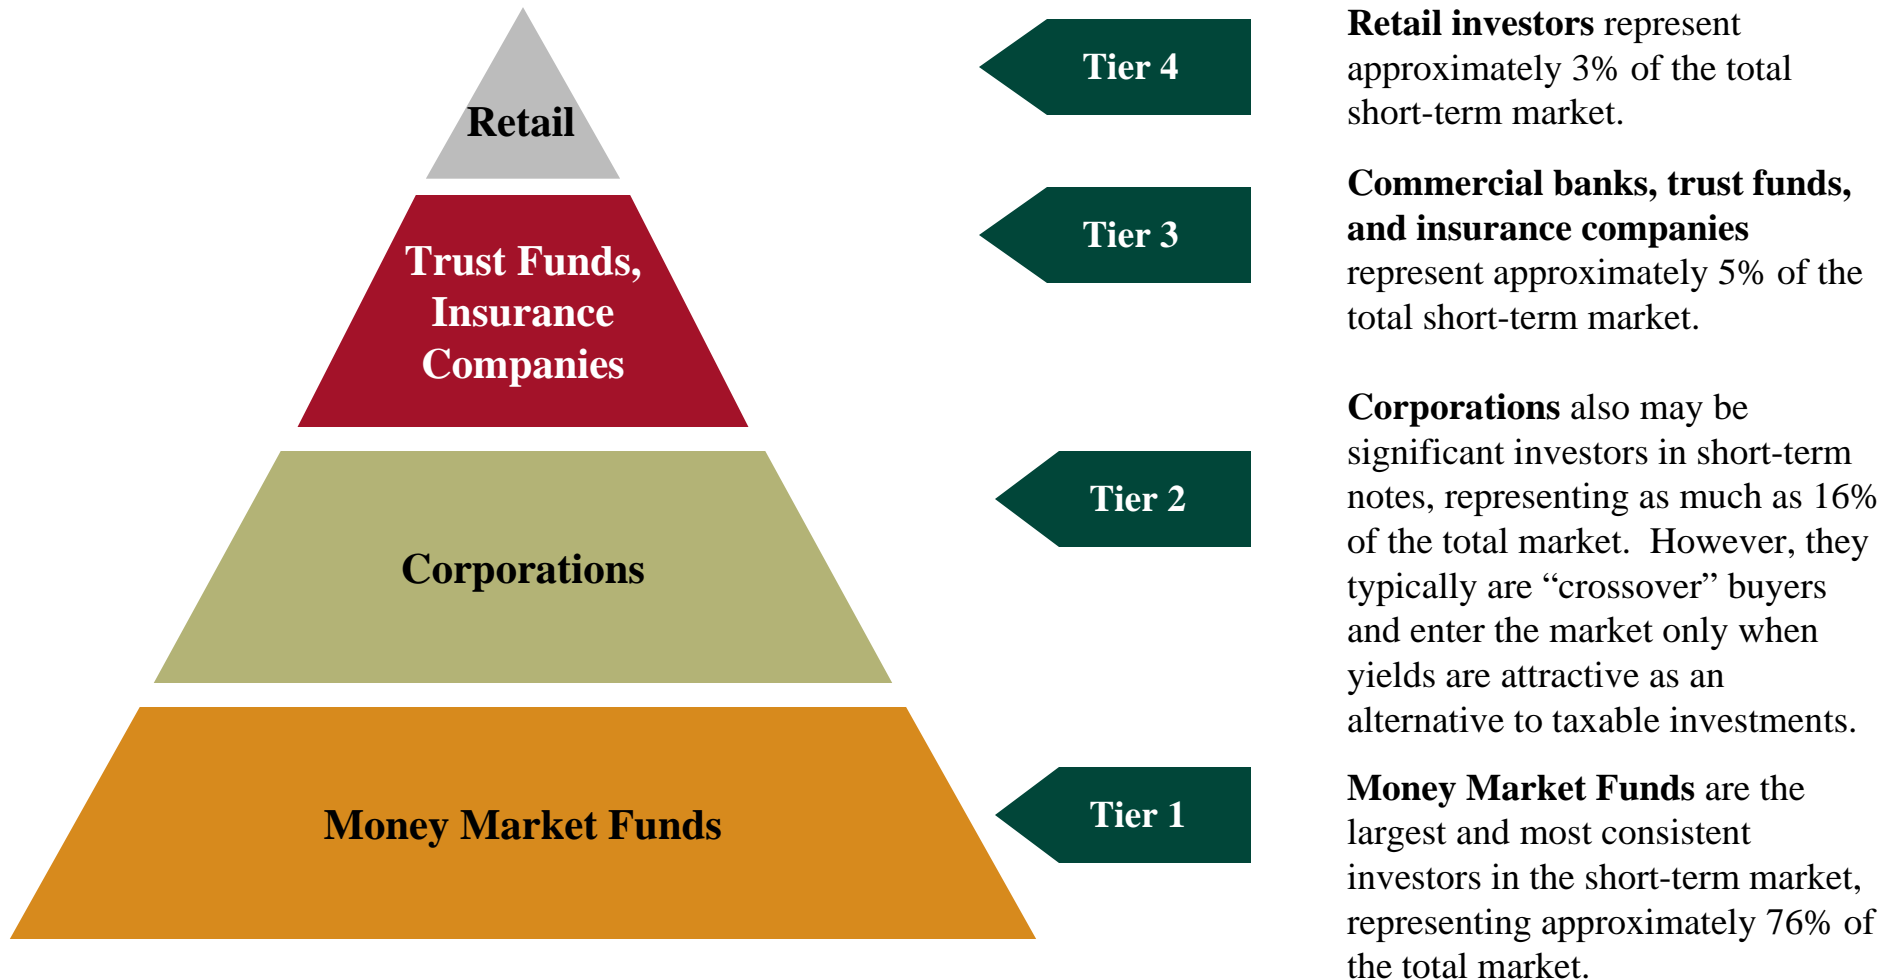 Retail
Trust Funds,
Insurance
Companies
Corporations
Money Market Funds
Tier 4
Tier 3
Tier 2
Tier 1
Retail investors represent
approximately 3% of the total
short-term market.
Commercial banks, trust funds,
and insurance companies
represent approximately 5% of the
total short-term market.
Corporations also may be
significant investors in short-term
notes, representing as much as 16%
of the total market.  However, they
typically are “crossover” buyers
and enter the market only when
yields are attractive as an
alternative to taxable investments.
Money Market Funds are the
largest and most consistent
investors in the short-term market,
representing approximately 76% of
the total market.